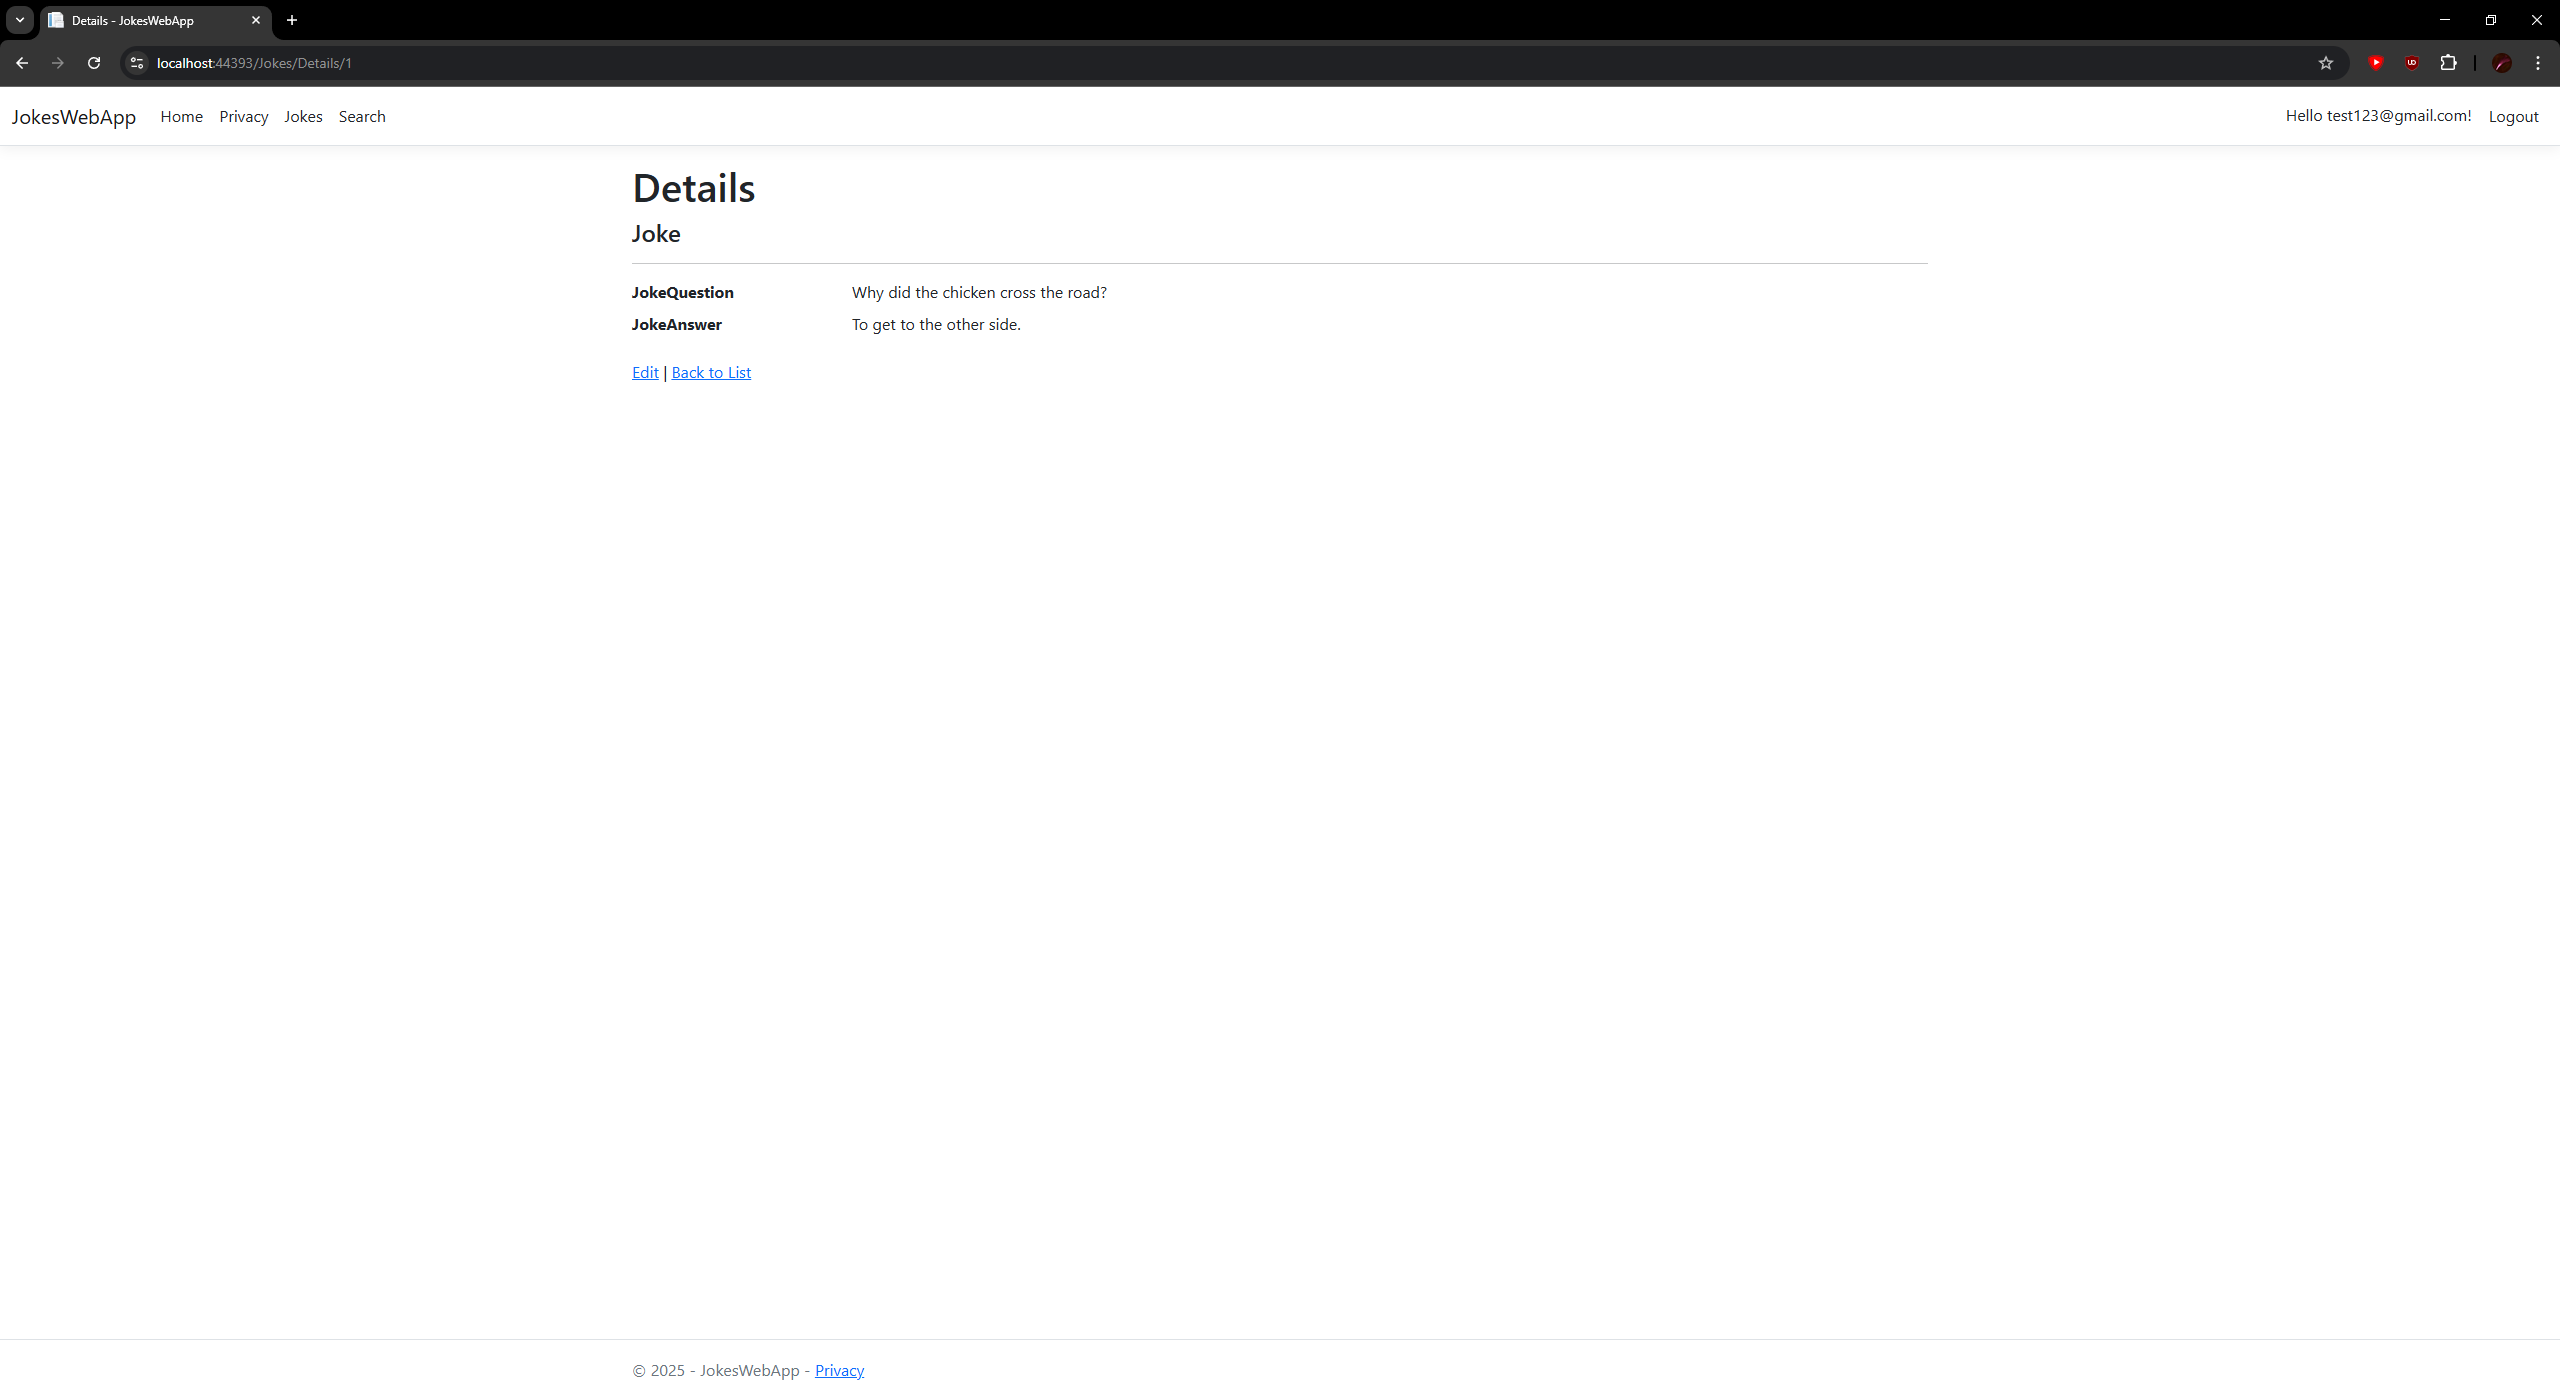 Details - JokesWebApp
localhost:44393/Jokes/Details/1
JokesWebApp Home Privacy Jokes Search Hello test123@gmail.com! Logout
Details
Joke
JokeQuestion Why did the chicken cross the road?
JokeAnswer To get to the other side.
Edit | Back to List
© 2025 - JokesWebApp - Privacy